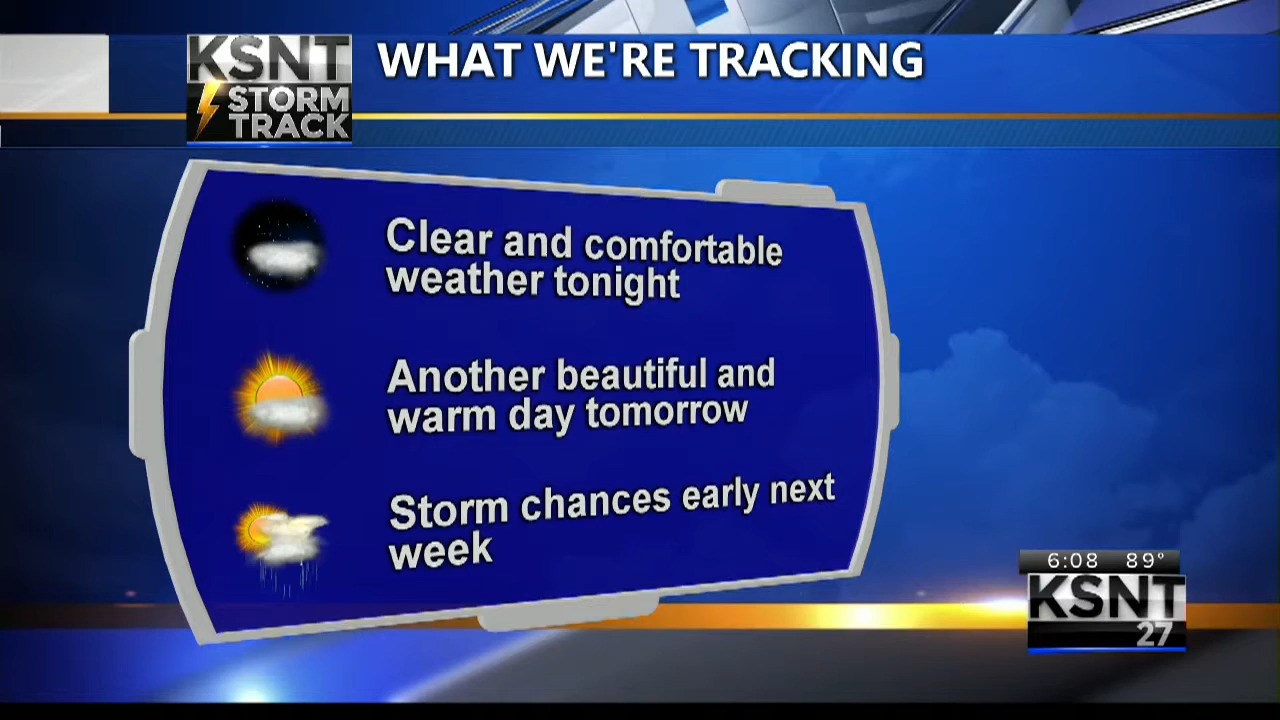 KSNT
STORM
TRACK
WHAT WE'RE TRACKING
Clear and comfortable
weather tonight
Another beautiful and
warm day tomorrow
Storm chances early next
week
6:08 89°
KSNT
27